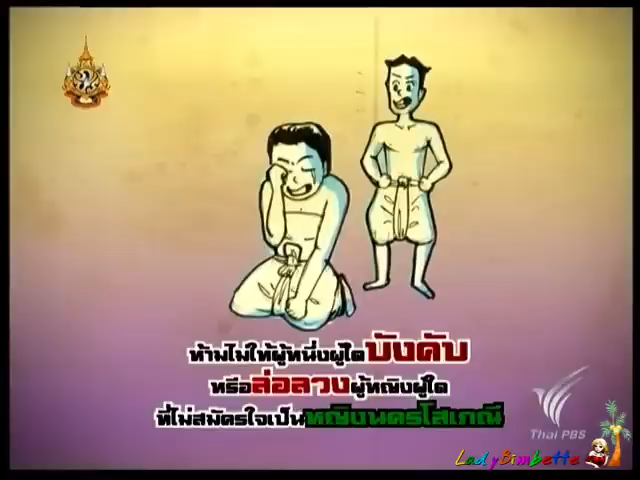 ห้ามไม่ให้ผู้หนึ่งผู้ใดบังคับ
หรือล่อลวงผู้หญิงผู้ใด
ที่ไม่สมัครใจเป็นหญิงนครโสเภณี
Thai PBS
LadyBimbette